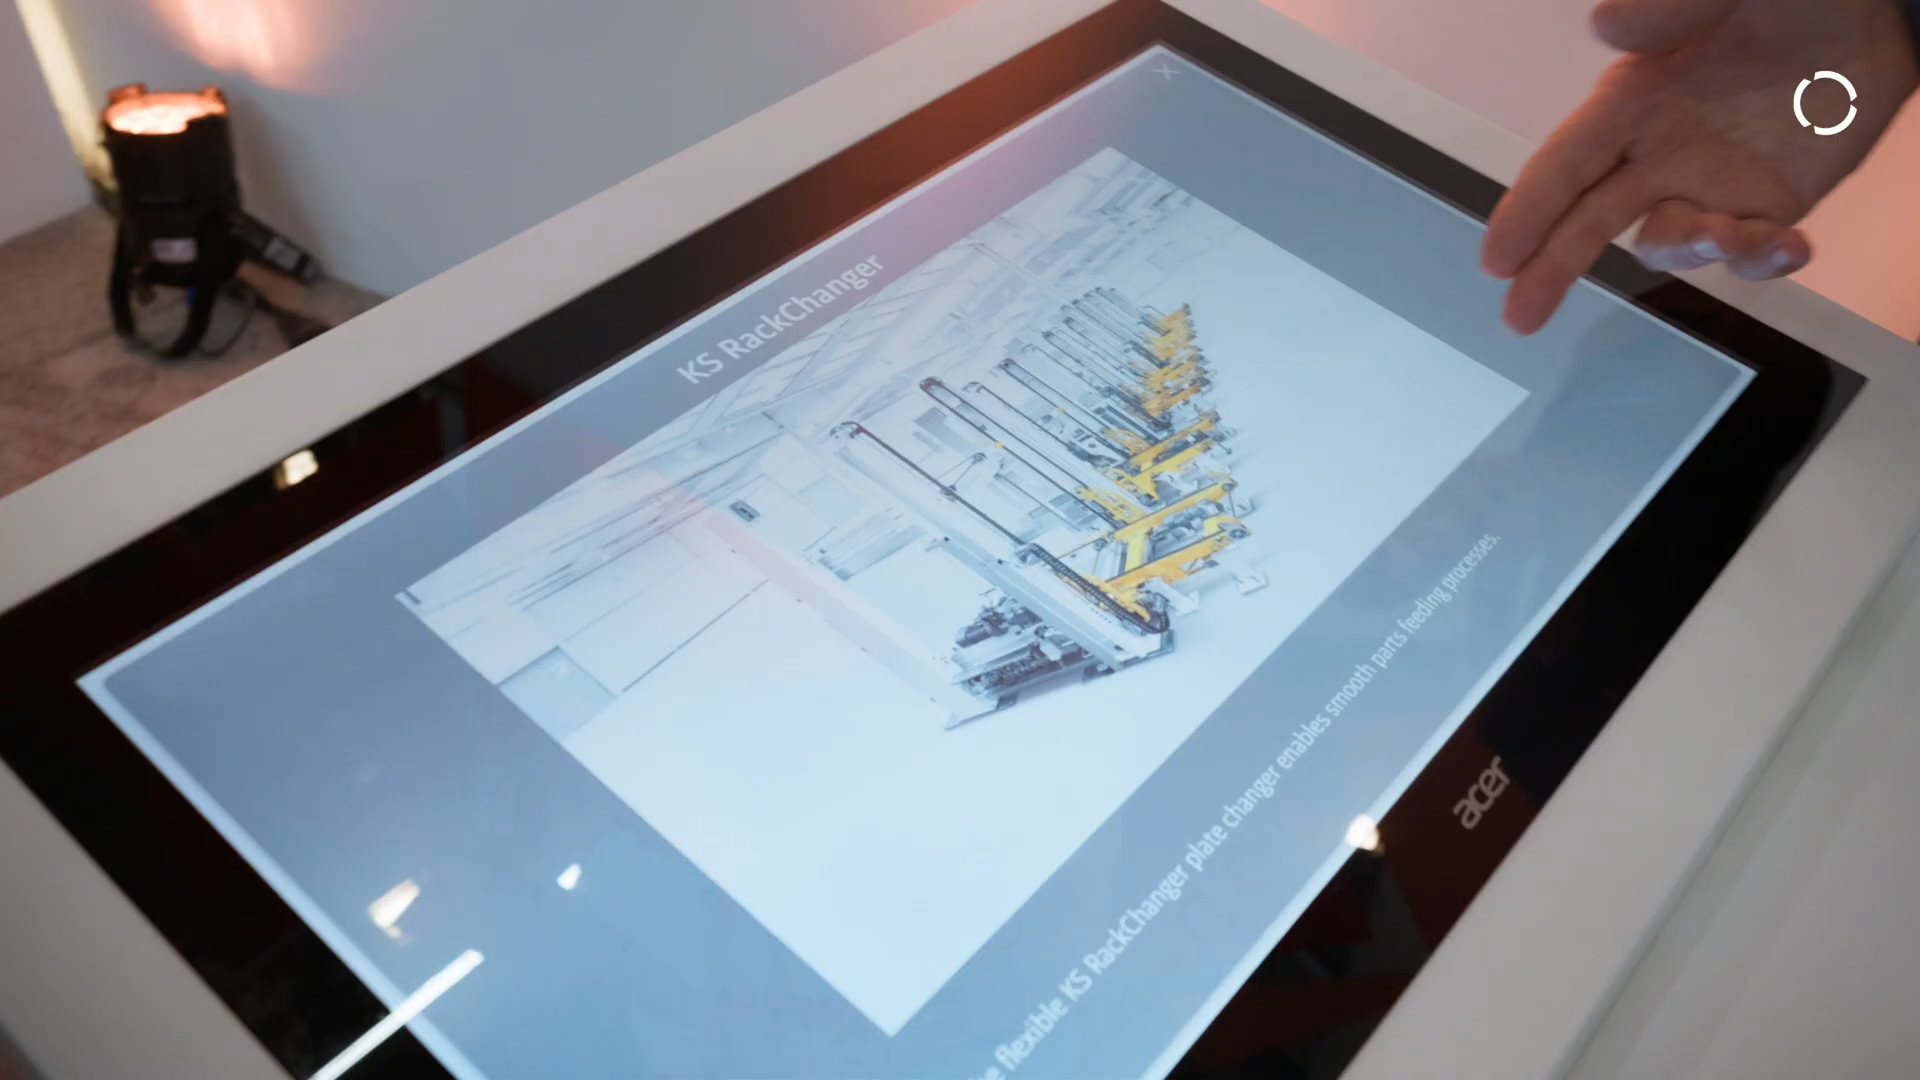 KS RackChanger
flexible KS RackChanger plate changer enables smooth parts feeding processes.
acer